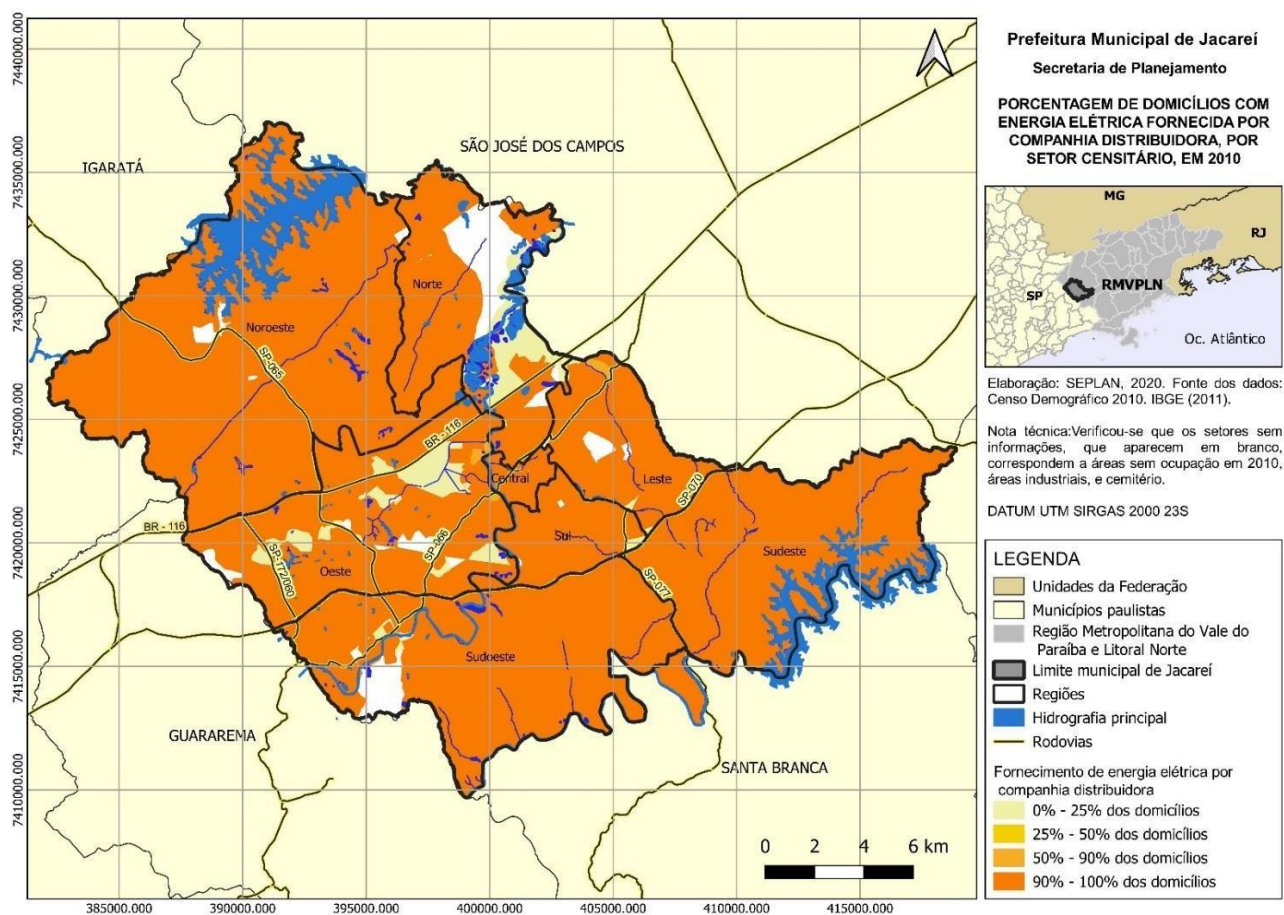 Prefeitura Municipal de Jacareí
Secretaria de Planejamento
PORCENTAGEM DE DOMICÍLIOS COM
ENERGIA ELÉTRICA FORNECIDA POR
COMPANHIA DISTRIBUIDORA, POR
SETOR CENSITÁRIO, EM 2010
MG
RJ
SP
RMVPLN
Oc. Atlântico
Elaboração: SEPLAN, 2020. Fonte dos dados:
Censo Demográfico 2010. IBGE (2011).
Nota técnica:Verificou-se que os setores sem
informações, que aparecem em branco,
correspondem a áreas sem ocupação em 2010,
áreas industriais, e cemitério.
DATUM UTM SIRGAS 2000 23S
LEGENDA
Unidades da Federação
Municípios paulistas
Região Metropolitana do Vale do
Paraíba e Litoral Norte
Limite municipal de Jacareí
Regiões
Hidrografia principal
Rodovias
Fornecimento de energia elétrica por
companhia distribuidora
0% - 25% dos domicílios
25% - 50% dos domicílios
50% - 90% dos domicílios
90% - 100% dos domicílios
IGARATÁ
SÃO JOSÉ DOS CAMPOS
Norte
Noroeste
SP-065
BR - 116
Central
Leste
SP-070
BR - 116
SP-066
Sul
Sudeste
Oeste
SP-172/060
SP-077
Sudoeste
GUARAREMA
SANTA BRANCA
0 2 4 6 km
7440000.000
7435000.000
7430000.000
7425000.000
7420000.000
7415000.000
7410000.000
385000.000 390000.000 395000.000 400000.000 405000.000 410000.000 415000.000